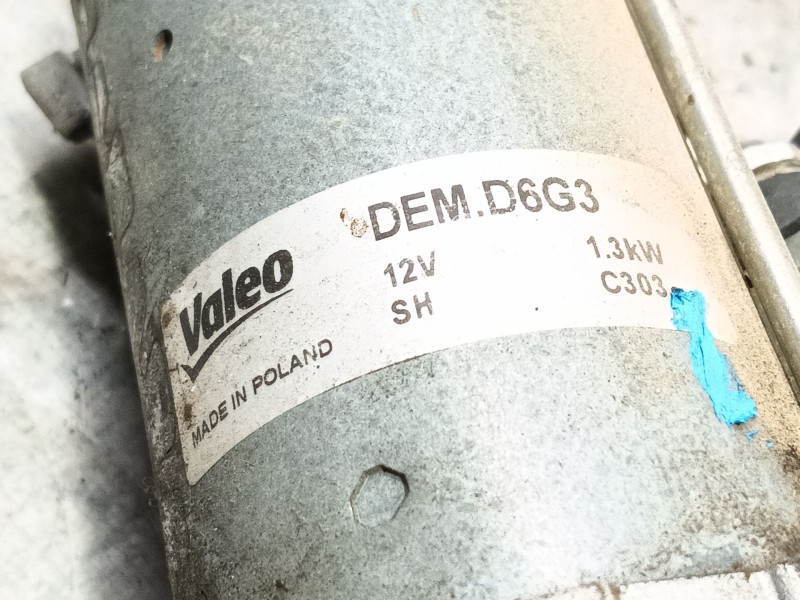 DEM.D6G3
Valeo
12V 1.3kW
SH C303
MADE IN POLAND